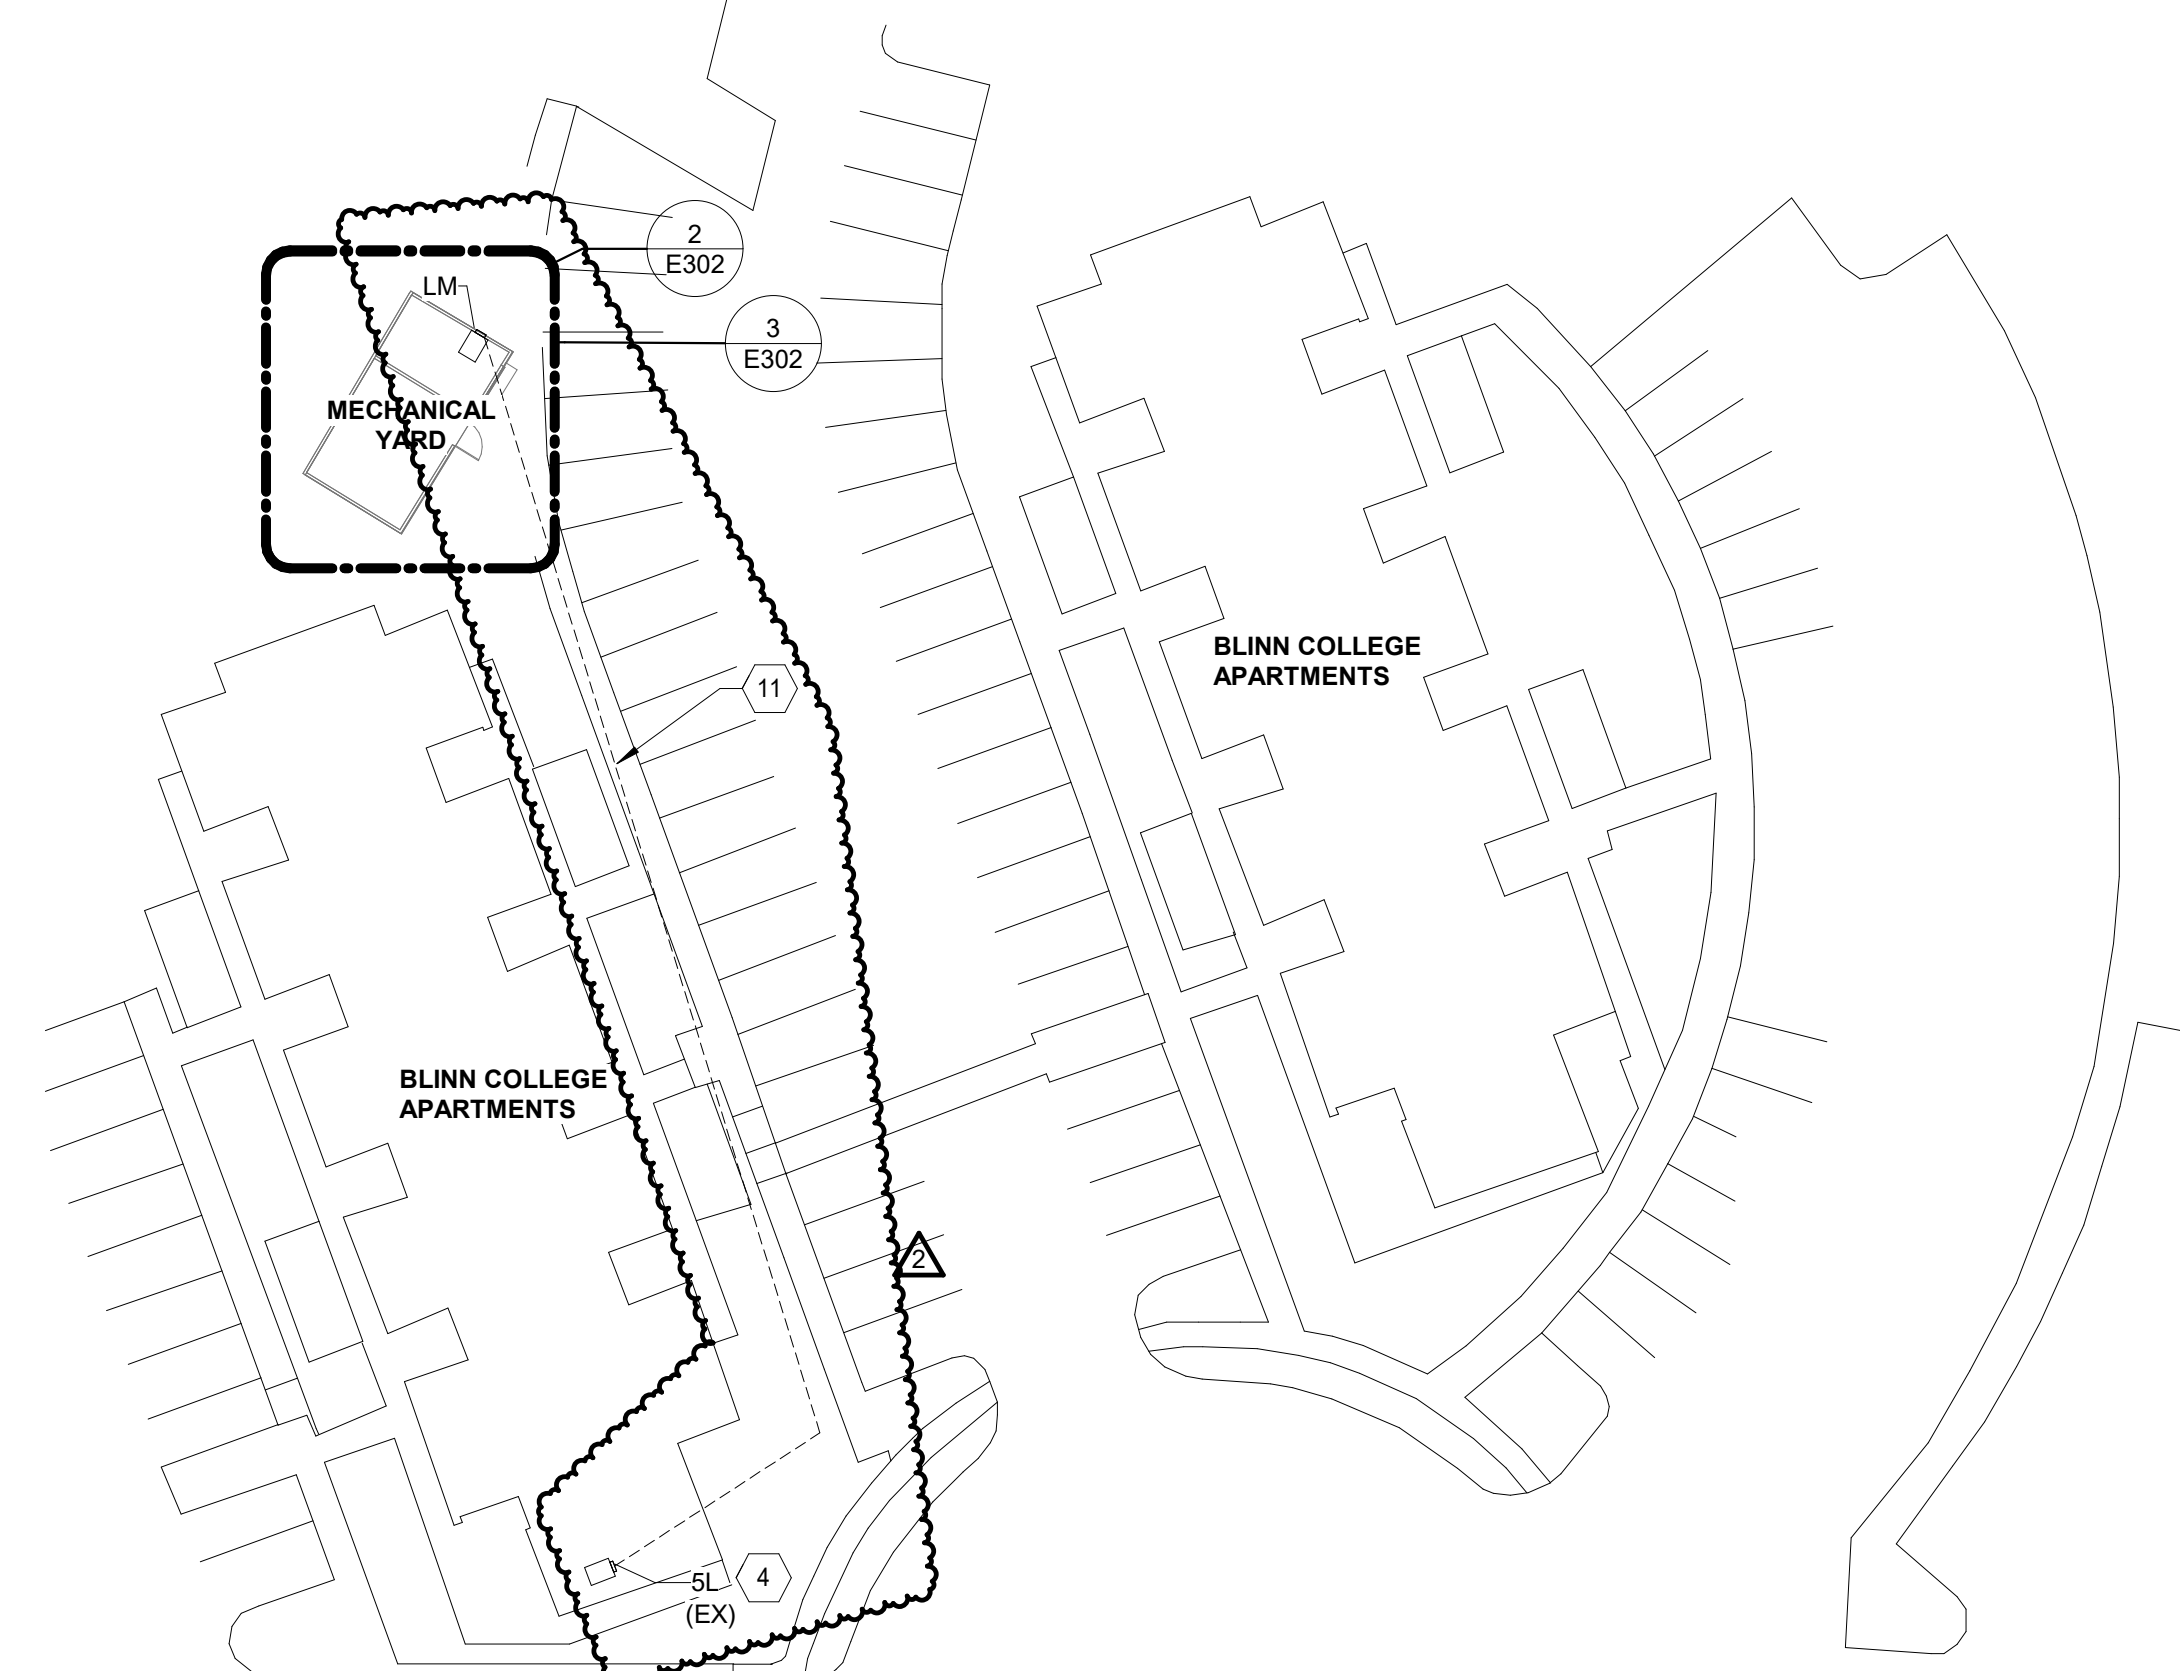 2
E302
LM
3
E302
MECHANICAL
YARD
11
BLINN COLLEGE
APARTMENTS
BLINN COLLEGE
APARTMENTS
2
5L
(EX)
4